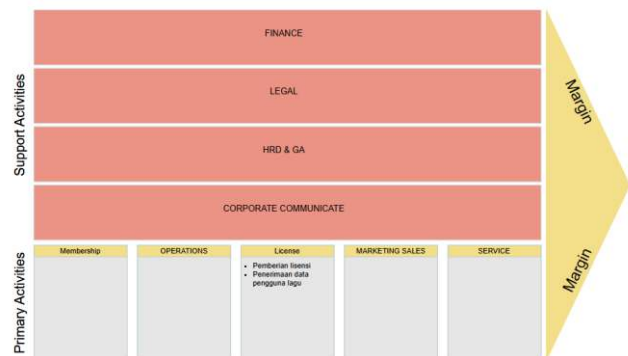 FINANCE
LEGAL
HRD & GA
CORPORATE COMMUNICATE
Support Activities
Membership
OPERATIONS
License
MARKETING SALES
SERVICE
• Pemberian lisensi
• Penerimaan data
pengguna lagu
Primary Activities
Margin
Margin